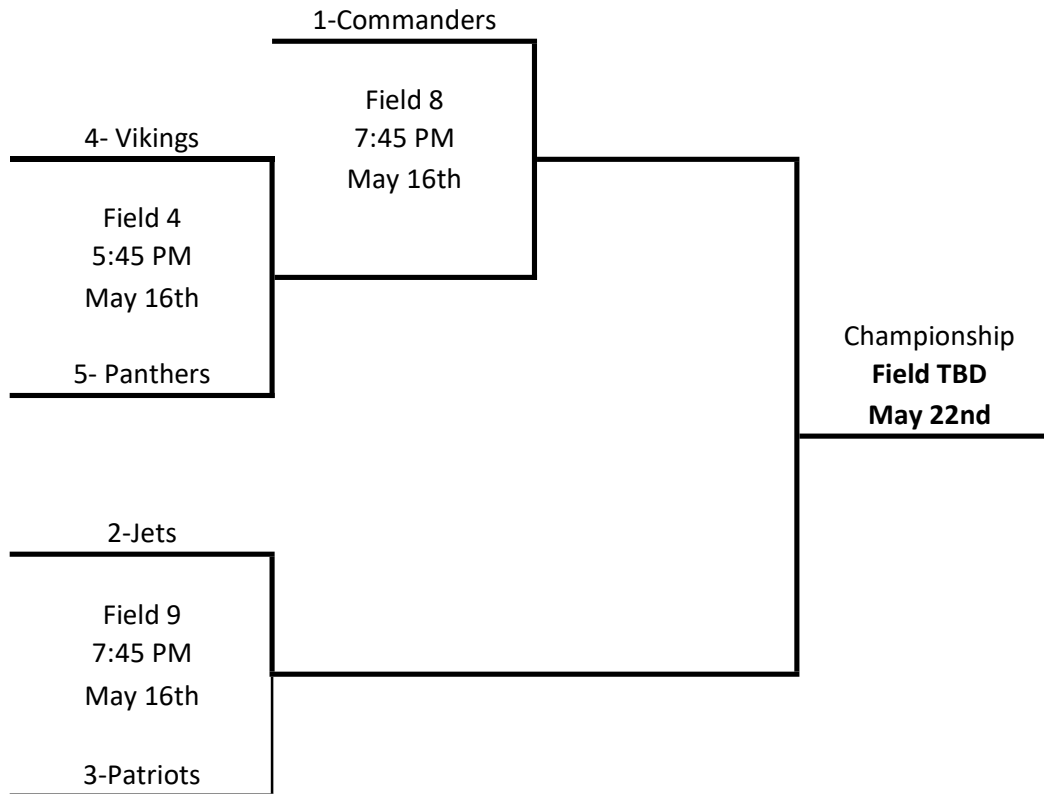 1-Commanders
Field 8
7:45 PM
May 16th
4- Vikings
Field 4
5:45 PM
May 16th
5- Panthers
Championship
Field TBD
May 22nd
2-Jets
Field 9
7:45 PM
May 16th
3-Patriots